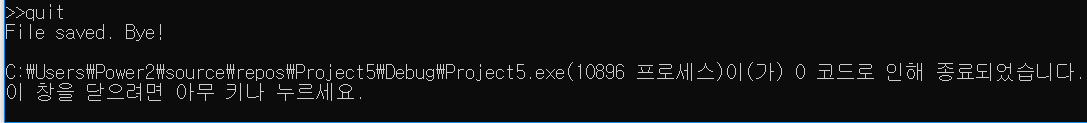 >>quit
File saved. Bye!
C:₩Users₩Power2₩source₩repos₩Project5₩Debug₩Project5.exe(10896 프로세스)이(가) 0 코드로 인해 종료되었습니다.
이 창을 닫으려면 아무 키나 누르세요.